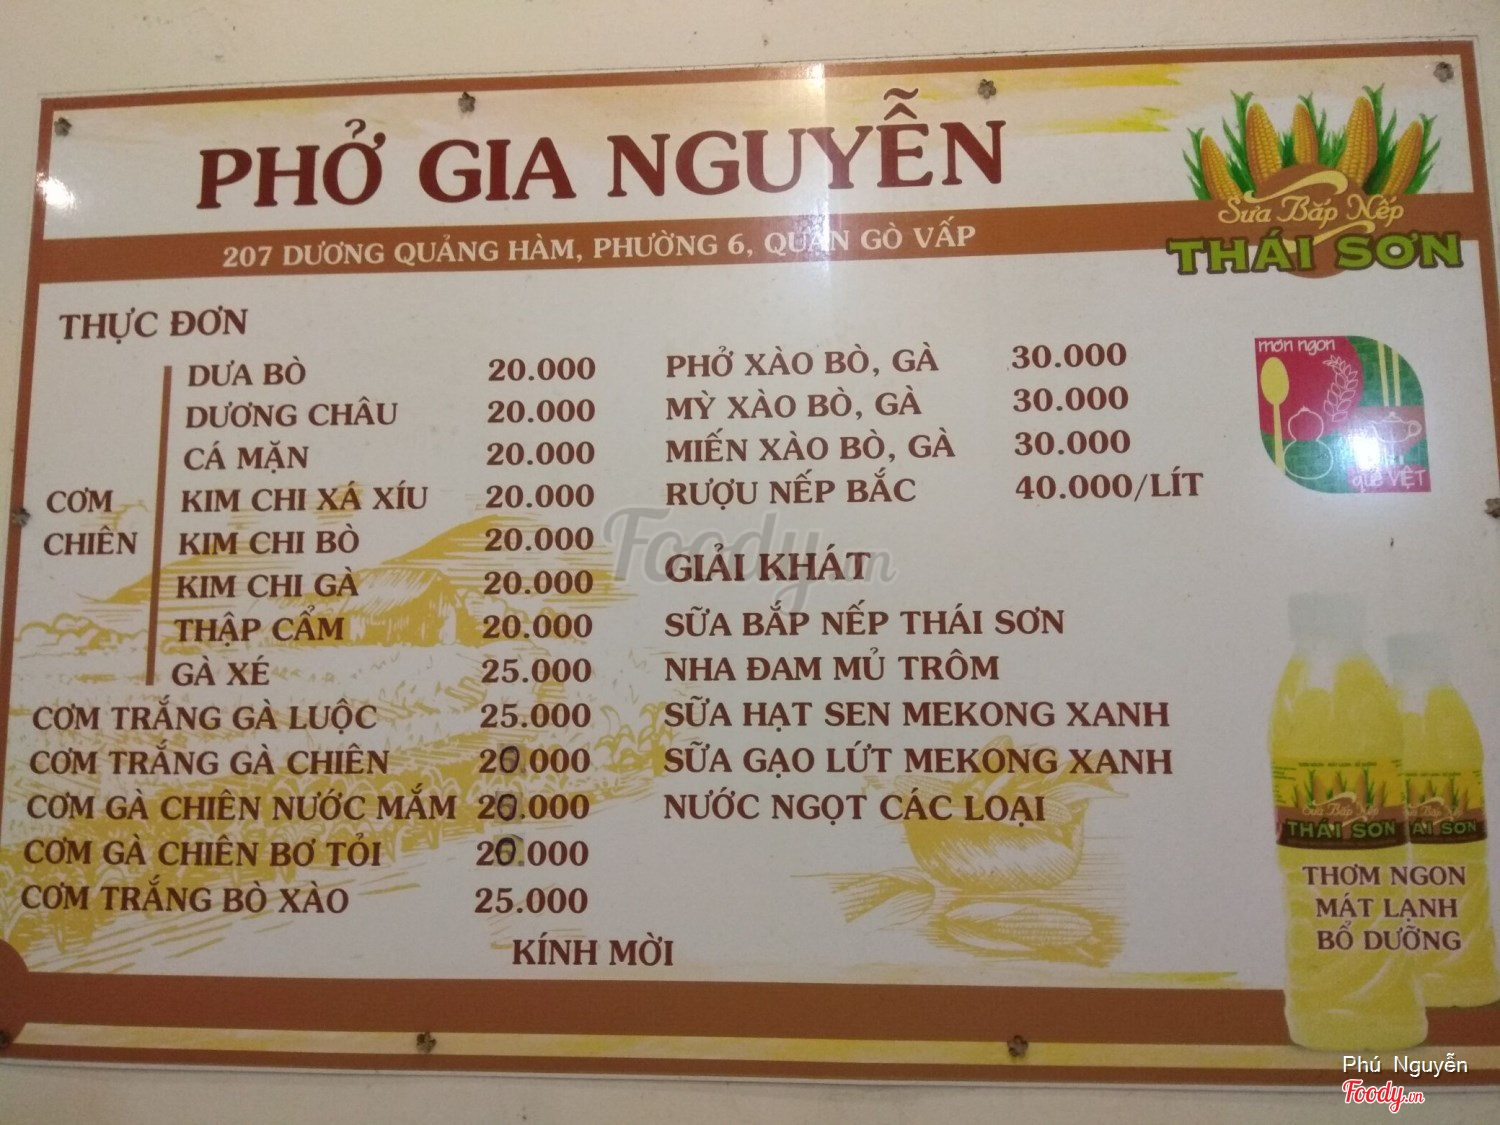 PHỞ GIA NGUYỄN
207 DƯƠNG QUẢNG HÀM, PHƯỜNG 6, QUẬN GÒ VẤP
Sữa Bắp Nếp
THÁI SƠN
món ngon
quê VIỆT
THỰC ĐƠN
CƠM CHIÊN
DƯA BÒ 20.000
DƯƠNG CHÂU 20.000
CÁ MẶN 20.000
KIM CHI XÁ XÍU 20.000
KIM CHI BÒ 20.000
KIM CHI GÀ 20.000
THẬP CẨM 20.000
GÀ XÉ 25.000
CƠM TRẮNG GÀ LUỘC 25.000
CƠM TRẮNG GÀ CHIÊN 20.000
CƠM GÀ CHIÊN NƯỚC MẮM 20.000
CƠM GÀ CHIÊN BƠ TỎI 20.000
CƠM TRẮNG BÒ XÀO 25.000
PHỞ XÀO BÒ, GÀ 30.000
MỲ XÀO BÒ, GÀ 30.000
MIẾN XÀO BÒ, GÀ 30.000
RƯỢU NẾP BẮC 40.000/LÍT
GIẢI KHÁT
SỮA BẮP NẾP THÁI SƠN
NHA ĐAM MỦ TRÔM
SỮA HẠT SEN MEKONG XANH
SỮA GẠO LỨT MEKONG XANH
NƯỚC NGỌT CÁC LOẠI
KÍNH MỜI
Sữa Bắp Nếp
THÁI SƠN
THÁI SƠN
THƠM NGON
MÁT LẠNH
BỔ DƯỠNG
Foody.vn
Phú Nguyễn
Foody.vn